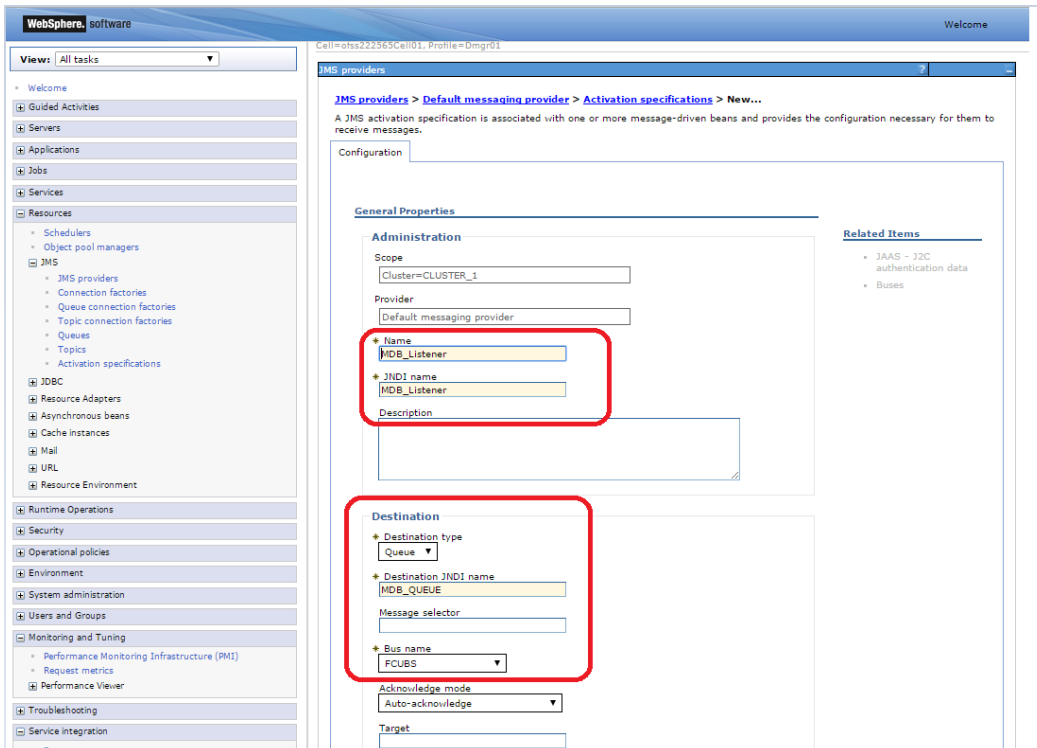 WebSphere. software
Welcome
View: All tasks
Welcome
Guided Activities
Servers
Applications
Jobs
Services
Resources
Schedulers
Object pool managers
JMS
JMS providers
Connection factories
Queue connection factories
Topic connection factories
Queues
Topics
Activation specifications
JDBC
Resource Adapters
Asynchronous beans
Cache instances
Mail
URL
Resource Environment
Runtime Operations
Security
Operational policies
Environment
System administration
Users and Groups
Monitoring and Tuning
Performance Monitoring Infrastructure (PMI)
Request metrics
Performance Viewer
Troubleshooting
Service integration
Cell=ofss222565Cell01, Profile=Dmgr01
JMS providers ? -
JMS providers > Default messaging provider > Activation specifications > New...
A JMS activation specification is associated with one or more message-driven beans and provides the configuration necessary for them to
receive messages.
Configuration
General Properties
Administration
Scope
Cluster=CLUSTER_1
Provider
Default messaging provider
* Name
MDB_Listener
* JNDI name
MDB_Listener
Description
Destination
* Destination type
Queue
* Destination JNDI name
MDB_QUEUE
Message selector
* Bus name
FCUBS
Acknowledge mode
Auto-acknowledge
Target
Related Items
JAAS - J2C
authentication data
Buses